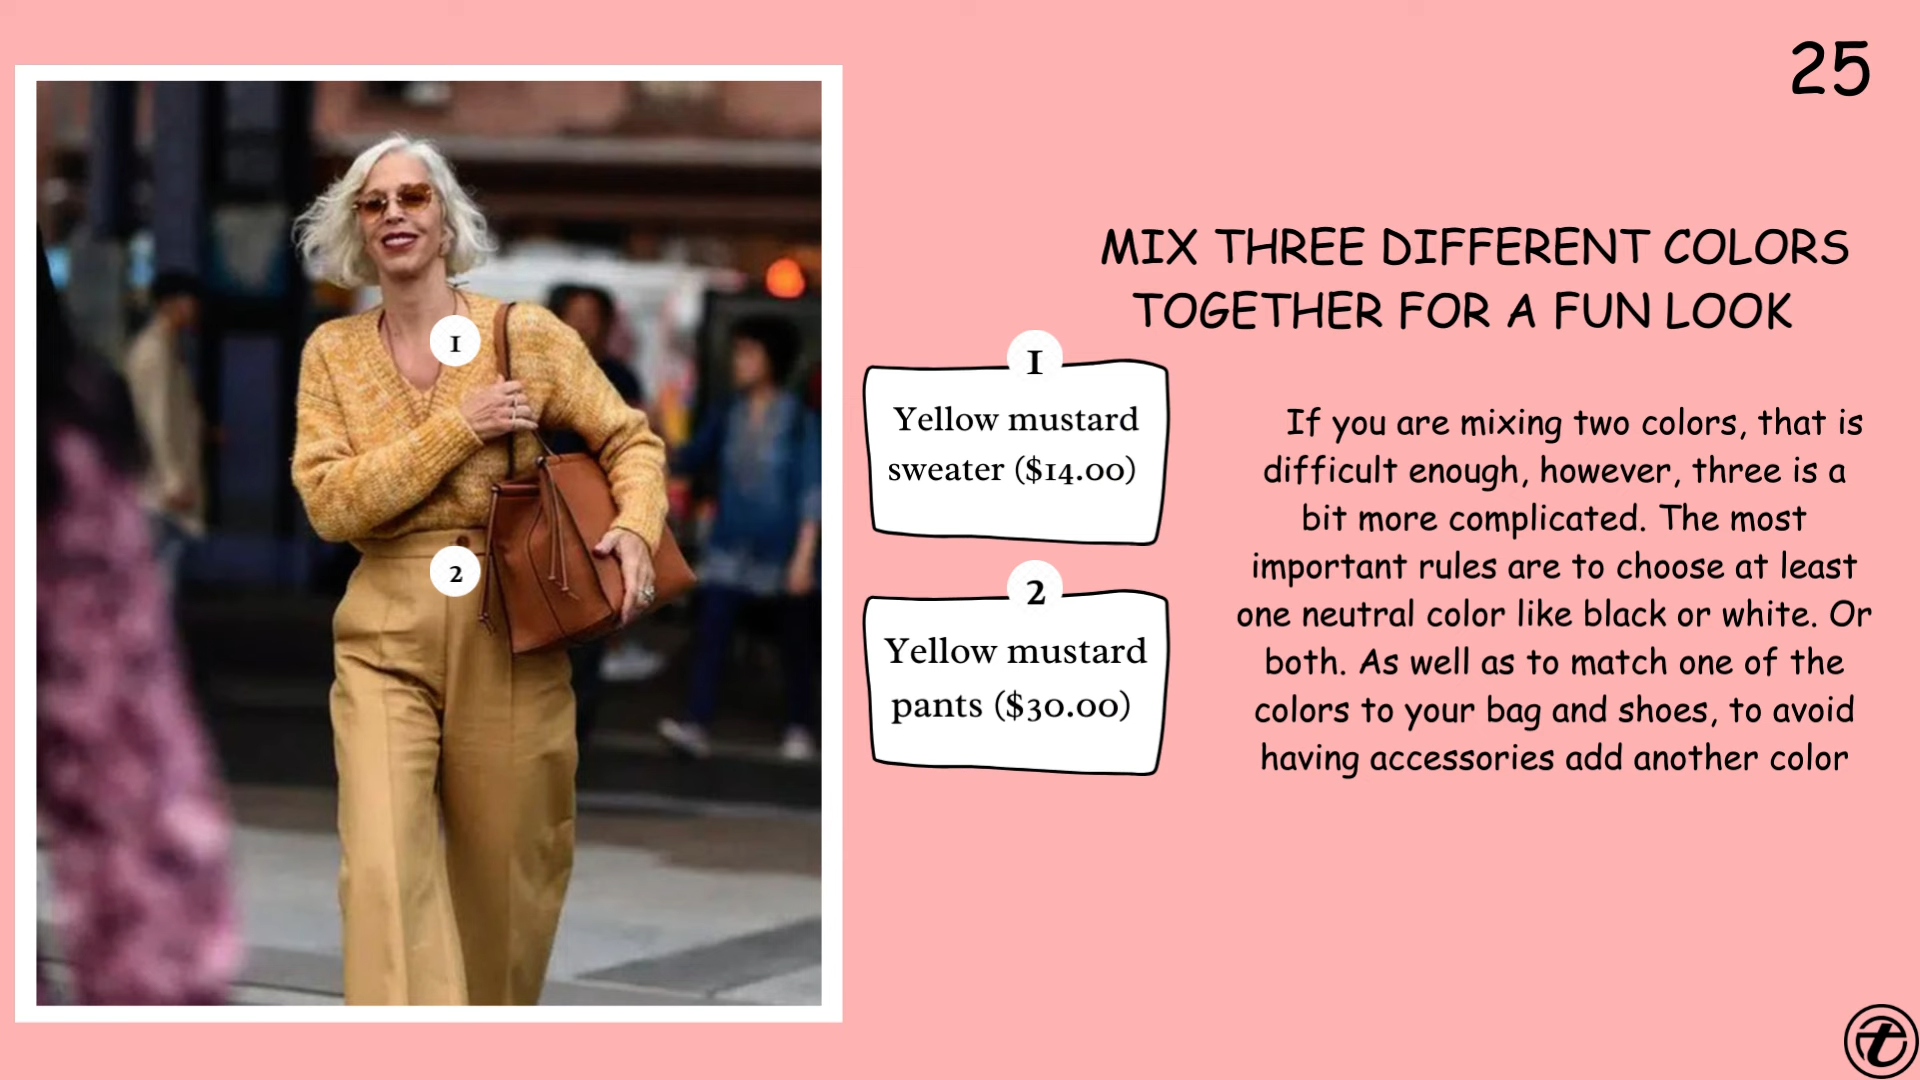 25
MIX THREE DIFFERENT COLORS
TOGETHER FOR A FUN LOOK
1
2
1
Yellow mustard
sweater ($14.00)
2
Yellow mustard
pants ($30.00)
If you are mixing two colors, that is
difficult enough, however, three is a
bit more complicated. The most
important rules are to choose at least
one neutral color like black or white. Or
both. As well as to match one of the
colors to your bag and shoes, to avoid
having accessories add another color
t